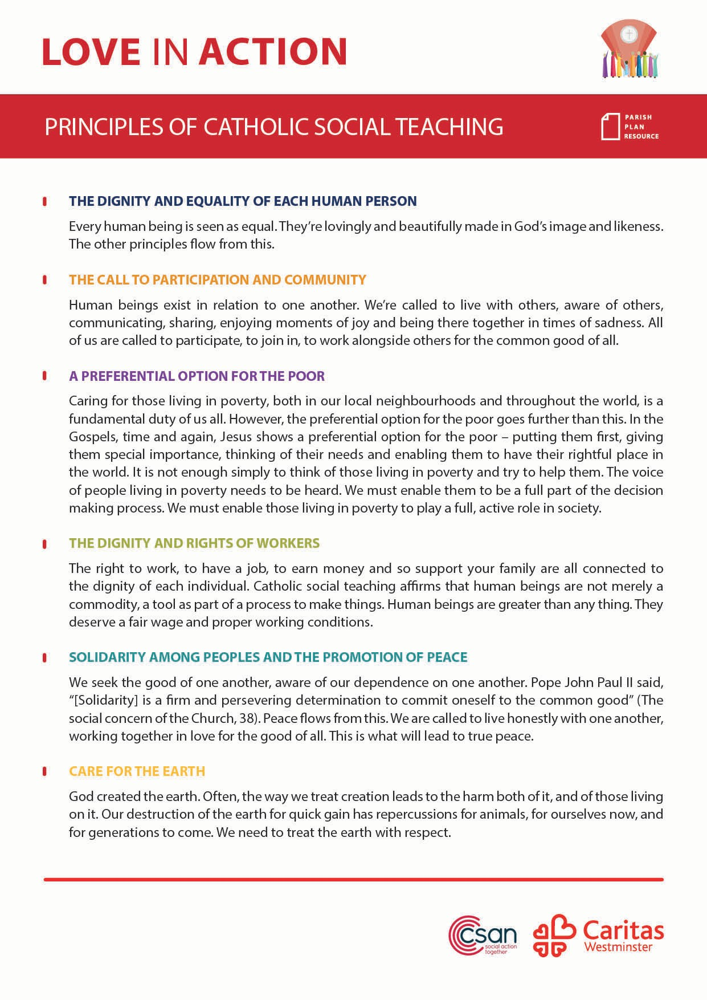 LOVE IN ACTION
PRINCIPLES OF CATHOLIC SOCIAL TEACHING
PARISH
PLAN
RESOURCE
THE DIGNITY AND EQUALITY OF EACH HUMAN PERSON
Every human being is seen as equal. They’re lovingly and beautifully made in God’s image and likeness.
The other principles flow from this.
THE CALL TO PARTICIPATION AND COMMUNITY
Human beings exist in relation to one another. We’re called to live with others, aware of others,
communicating, sharing, enjoying moments of joy and being there together in times of sadness. All
of us are called to participate, to join in, to work alongside others for the common good of all.
A PREFERENTIAL OPTION FOR THE POOR
Caring for those living in poverty, both in our local neighbourhoods and throughout the world, is a
fundamental duty of us all. However, the preferential option for the poor goes further than this. In the
Gospels, time and again, Jesus shows a preferential option for the poor – putting them first, giving
them special importance, thinking of their needs and enabling them to have their rightful place in
the world. It is not enough simply to think of those living in poverty and try to help them. The voice
of people living in poverty needs to be heard. We must enable them to be a full part of the decision
making process. We must enable those living in poverty to play a full, active role in society.
THE DIGNITY AND RIGHTS OF WORKERS
The right to work, to have a job, to earn money and so support your family are all connected to
the dignity of each individual. Catholic social teaching affirms that human beings are not merely a
commodity, a tool as part of a process to make things. Human beings are greater than any thing. They
deserve a fair wage and proper working conditions.
SOLIDARITY AMONG PEOPLES AND THE PROMOTION OF PEACE
We seek the good of one another, aware of our dependence on one another. Pope John Paul II said,
“[Solidarity] is a firm and persevering determination to commit oneself to the common good” (The
social concern of the Church, 38). Peace flows from this. We are called to live honestly with one another,
working together in love for the good of all. This is what will lead to true peace.
CARE FOR THE EARTH
God created the earth. Often, the way we treat creation leads to the harm both of it, and of those living
on it. Our destruction of the earth for quick gain has repercussions for animals, for ourselves now, and
for generations to come. We need to treat the earth with respect.
csan
social action
together
Caritas
Westminster